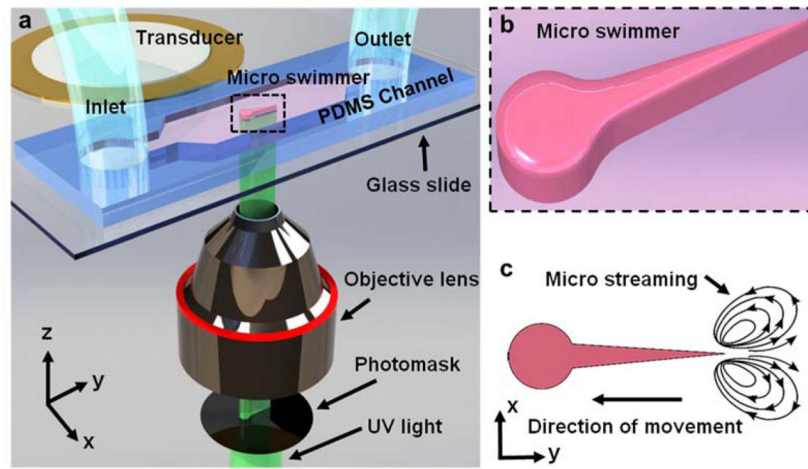 a
Transducer
Outlet
Micro swimmer
Inlet
PDMS Channel
Glass slide
Objective lens
Photomask
UV light
z
y
x
b
Micro swimmer
c
Micro streaming
Direction of movement
x
y